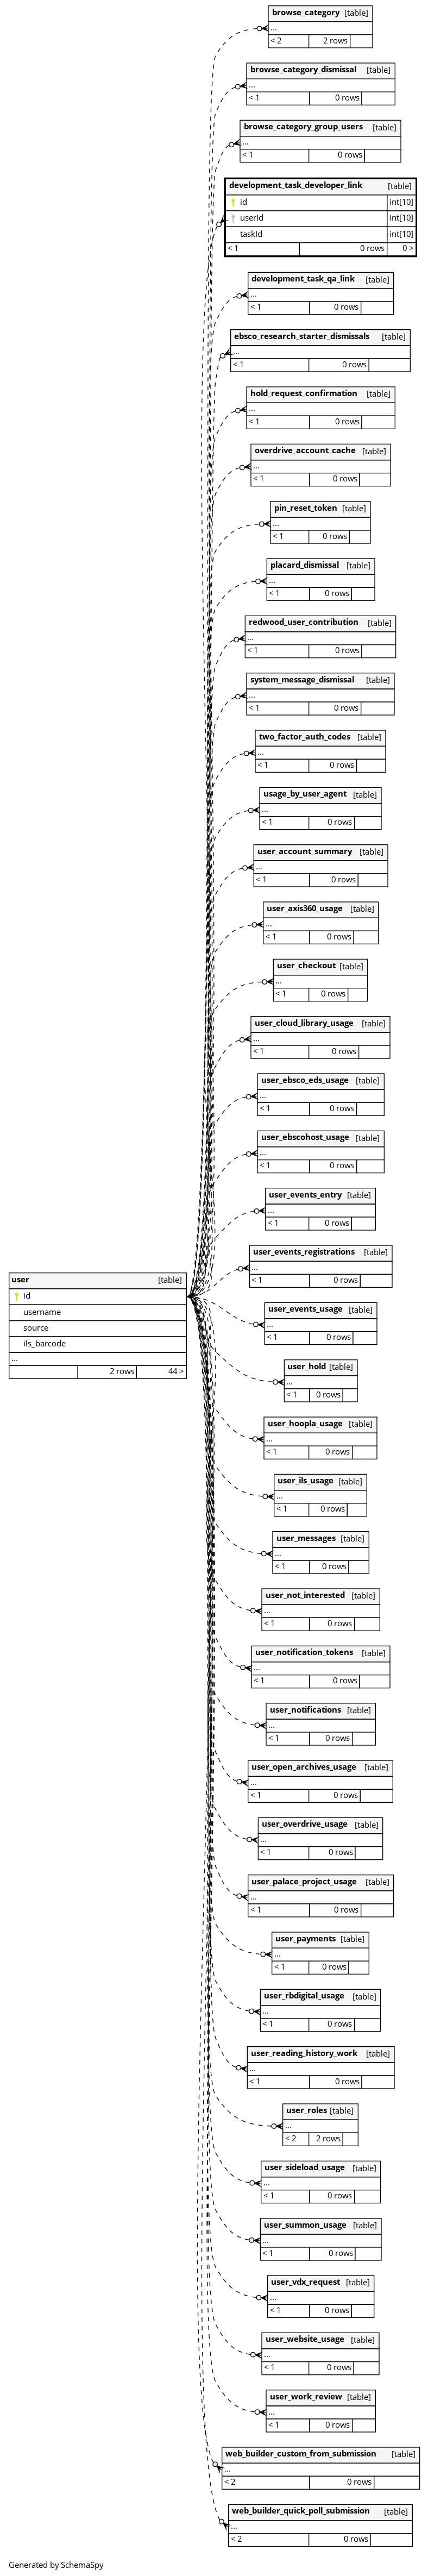 browse_category [table]
...
< 2 2 rows
browse_category_dismissal [table]
...
< 1 0 rows
browse_category_group_users [table]
...
< 1 0 rows
development_task_developer_link [table]
id int[10]
userId int[10]
taskId int[10]
< 1 0 rows 0 >
development_task_qa_link [table]
...
< 1 0 rows
ebsco_research_starter_dismissals [table]
...
< 1 0 rows
hold_request_confirmation [table]
...
< 1 0 rows
overdrive_account_cache [table]
...
< 1 0 rows
pin_reset_token [table]
...
< 1 0 rows
placard_dismissal [table]
...
< 1 0 rows
redwood_user_contribution [table]
...
< 1 0 rows
system_message_dismissal [table]
...
< 1 0 rows
two_factor_auth_codes [table]
...
< 1 0 rows
usage_by_user_agent [table]
...
< 1 0 rows
user_account_summary [table]
...
< 1 0 rows
user_axis360_usage [table]
...
< 1 0 rows
user_checkout [table]
...
< 1 0 rows
user_cloud_library_usage [table]
...
< 1 0 rows
user_ebsco_eds_usage [table]
...
< 1 0 rows
user_ebscohost_usage [table]
...
< 1 0 rows
user_events_entry [table]
...
< 1 0 rows
user_events_registrations [table]
...
< 1 0 rows
user [table]
id
username
source
ils_barcode
...
2 rows 44 >
user_events_usage [table]
...
< 1 0 rows
user_hold [table]
...
< 1 0 rows
user_hoopla_usage [table]
...
< 1 0 rows
user_ils_usage [table]
...
< 1 0 rows
user_messages [table]
...
< 1 0 rows
user_not_interested [table]
...
< 1 0 rows
user_notification_tokens [table]
...
< 1 0 rows
user_notifications [table]
...
< 1 0 rows
user_open_archives_usage [table]
...
< 1 0 rows
user_overdrive_usage [table]
...
< 1 0 rows
user_palace_project_usage [table]
...
< 1 0 rows
user_payments [table]
...
< 1 0 rows
user_rbdigital_usage [table]
...
< 1 0 rows
user_reading_history_work [table]
...
< 1 0 rows
user_roles [table]
...
< 2 2 rows
user_sideload_usage [table]
...
< 1 0 rows
user_summon_usage [table]
...
< 1 0 rows
user_vdx_request [table]
...
< 1 0 rows
user_website_usage [table]
...
< 1 0 rows
user_work_review [table]
...
< 1 0 rows
web_builder_custom_from_submission [table]
...
< 2 0 rows
web_builder_quick_poll_submission [table]
...
< 2 0 rows
Generated by SchemaSpy